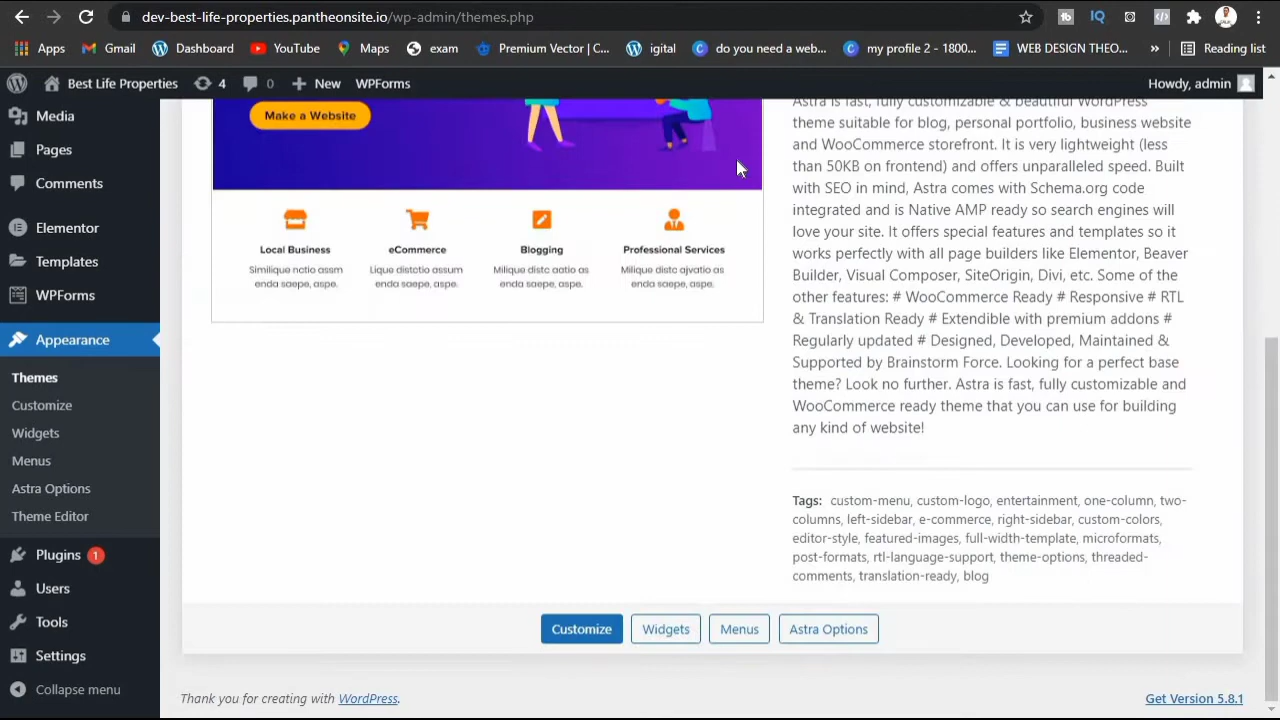 dev-best-life-properties.pantheonsite.io/wp-admin/themes.php
Apps Gmail Dashboard YouTube Maps exam Premium Vector | C... igital do you need a web... my profile 2 - 1800... WEB DESIGN THEO... » Reading list
Best Life Properties 4 0 New WPForms Howdy, admin
Media
Pages
Comments
Elementor
Templates
WPForms
Appearance
Themes
Customize
Widgets
Menus
Astra Options
Theme Editor
Plugins 1
Users
Tools
Settings
Collapse menu
Make a Website
Local Business
Similique notio assm
enda saepe, aspe.
eCommerce
Lique distctio assum
enda saepe, aspe.
Blogging
Milique distc aatio as
enda saepe, aspe.
Professional Services
Milique distc ajvatio as
enda saepe, aspe.
Astra is fast, fully customizable & beautiful WordPress
theme suitable for blog, personal portfolio, business website
and WooCommerce storefront. It is very lightweight (less
than 50KB on frontend) and offers unparalleled speed. Built
with SEO in mind, Astra comes with Schema.org code
integrated and is Native AMP ready so search engines will
love your site. It offers special features and templates so it
works perfectly with all page builders like Elementor, Beaver
Builder, Visual Composer, SiteOrigin, Divi, etc. Some of the
other features: # WooCommerce Ready # Responsive # RTL
& Translation Ready # Extendible with premium addons #
Regularly updated # Designed, Developed, Maintained &
Supported by Brainstorm Force. Looking for a perfect base
theme? Look no further. Astra is fast, fully customizable and
WooCommerce ready theme that you can use for building
any kind of website!
Tags: custom-menu, custom-logo, entertainment, one-column, two-
columns, left-sidebar, e-commerce, right-sidebar, custom-colors,
editor-style, featured-images, full-width-template, microformats,
post-formats, rtl-language-support, theme-options, threaded-
comments, translation-ready, blog
Customize Widgets Menus Astra Options
Thank you for creating with WordPress. Get Version 5.8.1